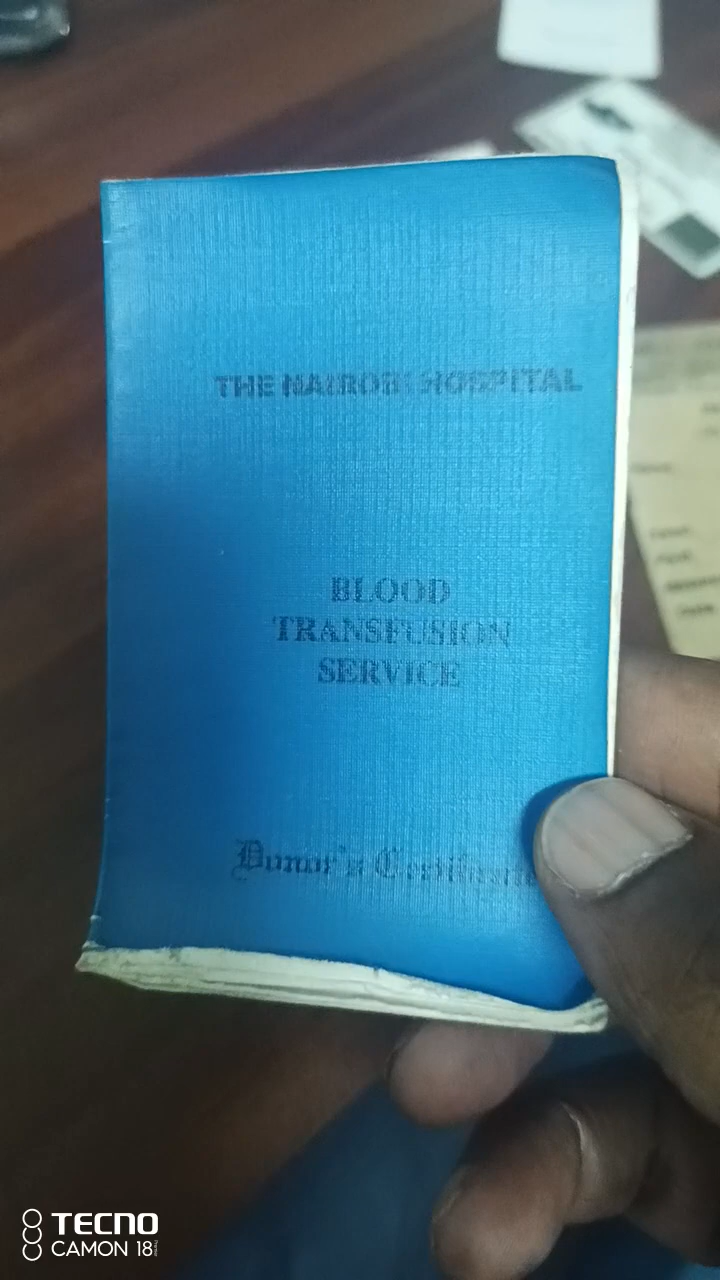 THE NAIROBI HOSPITAL
BLOOD
TRANSFUSION
SERVICE
Donor's
TECNO
CAMON 18